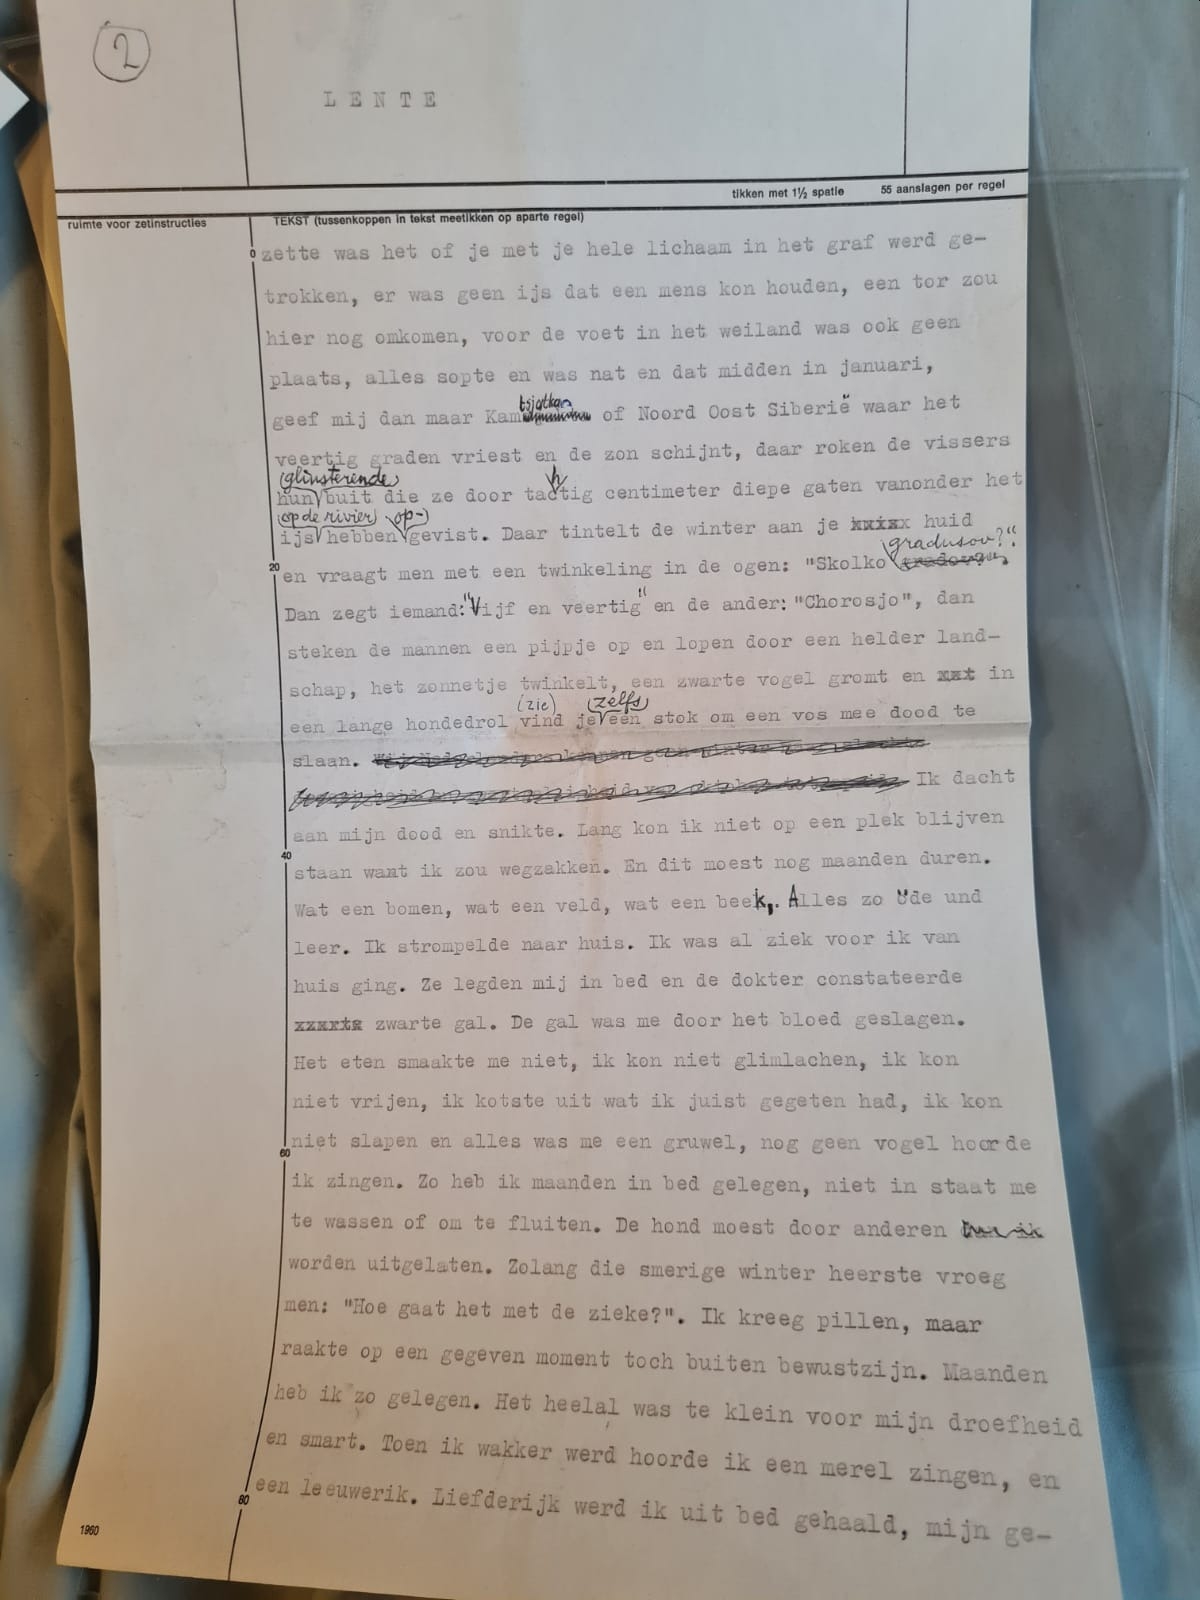 2
LENTE
tikken met 1½ spatie 55 aanslagen per regel
ruimte voor zetinstructies TEKST (tussenkoppen in tekst meetikken op aparte regel)
0 zette was het of je met je hele lichaam in het graf werd ge-
trokken, er was geen ijs dat een mens kon houden, een tor zou
hier nog omkomen, voor de voet in het weiland was ook geen
plaats, alles sopte en was nat en dat midden in januari,
tsjatka
geef mij dan maar Kam of Noord Oost Siberië waar het
veertig graden vriest en de zon schijnt, daar roken de vissers
(glinsterende)
h
hun buit die ze door tactig centimeter diepe gaten vanonder het
(op de rivier) op-)
ijs hebben gevist. Daar tintelt de winter aan je xxixx huid
gradusov?".
20 en vraagt men met een twinkeling in de ogen: "Skolko
Dan zegt iemand: "Vijf en veertig" en de ander: "Chorosjo", dan
steken de mannen een pijpje op en lopen door een helder land-
schap, het zonnetje twinkelt, een zwarte vogel gromt en xxt in
(zie) (zelfs)
een lange hondedrol vind je een stok om een vos mee dood te
slaan.
Ik dacht
aan mijn dood en snikte. Lang kon ik niet op een plek blijven
40 staan want ik zou wegzakken. En dit moest nog maanden duren.
Wat een bomen, wat een veld, wat een beek,. Alles zo öde und
leer. Ik strompelde naar huis. Ik was al ziek voor ik van
huis ging. Ze legden mij in bed en de dokter constateerde
zwarte gal. De gal was me door het bloed geslagen.
Het eten smaakte me niet, ik kon niet glimlachen, ik kon
niet vrijen, ik kotste uit wat ik juist gegeten had, ik kon
60 niet slapen en alles was me een gruwel, nog geen vogel hoorde
ik zingen. Zo heb ik maanden in bed gelegen, niet in staat me
te wassen of om te fluiten. De hond moest door anderen
worden uitgelaten. Zolang die smerige winter heerste vroeg
men: "Hoe gaat het met de zieke?". Ik kreeg pillen, maar
raakte op een gegeven moment toch buiten bewustzijn. Maanden
heb ik zo gelegen. Het heelal was te klein voor mijn droefheid
en smart. Toen ik wakker werd hoorde ik een merel zingen, en
80 een leeuwerik. Liefderijk werd ik uit bed gehaald, mijn ge-
1960